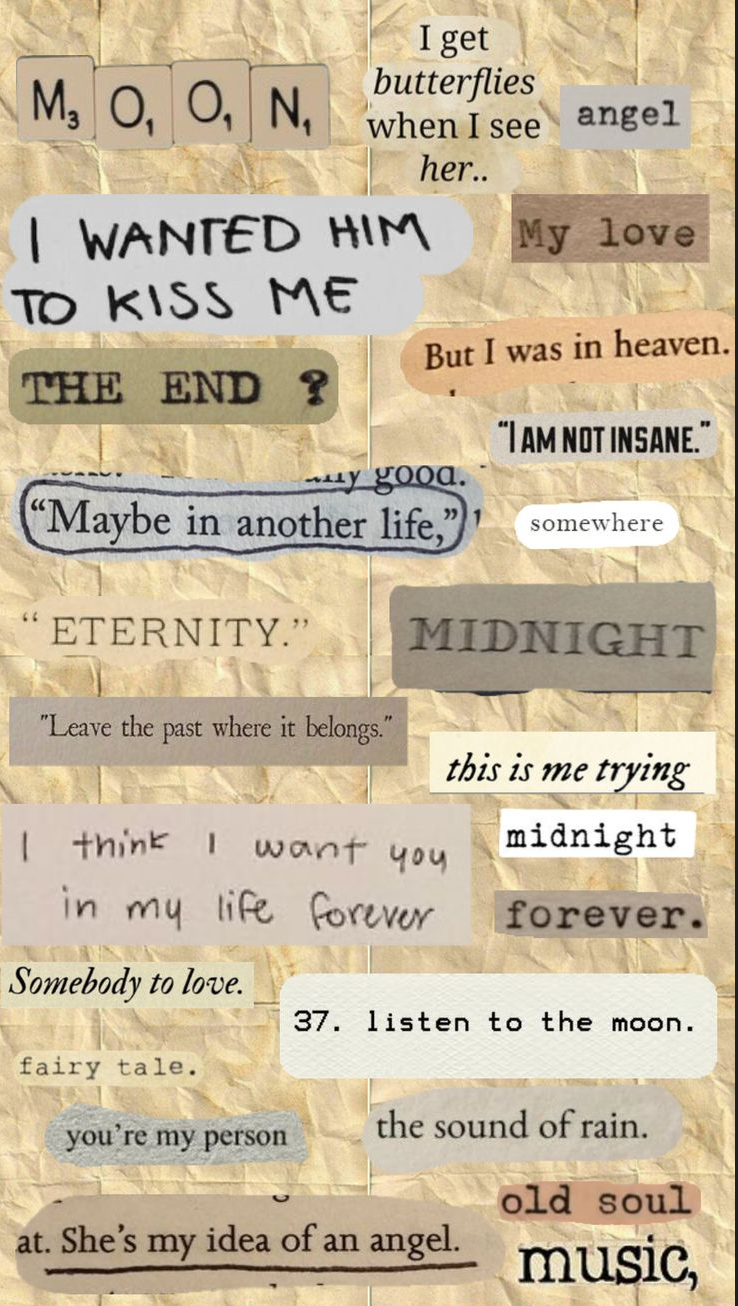 M3 O1 O1 N1
I get
butterflies
when I see
her..
angel
I WANTED HIM
TO KISS ME
My love
But I was in heaven.
THE END ?
"I AM NOT INSANE."
good.
“Maybe in another life,”
somewhere
“ETERNITY.”
MIDNIGHT
"Leave the past where it belongs."
this is me trying
I think I want you
in my life forever
midnight
forever.
Somebody to love.
37. listen to the moon.
fairy tale.
you’re my person
the sound of rain.
old soul
at. She’s my idea of an angel.
music,